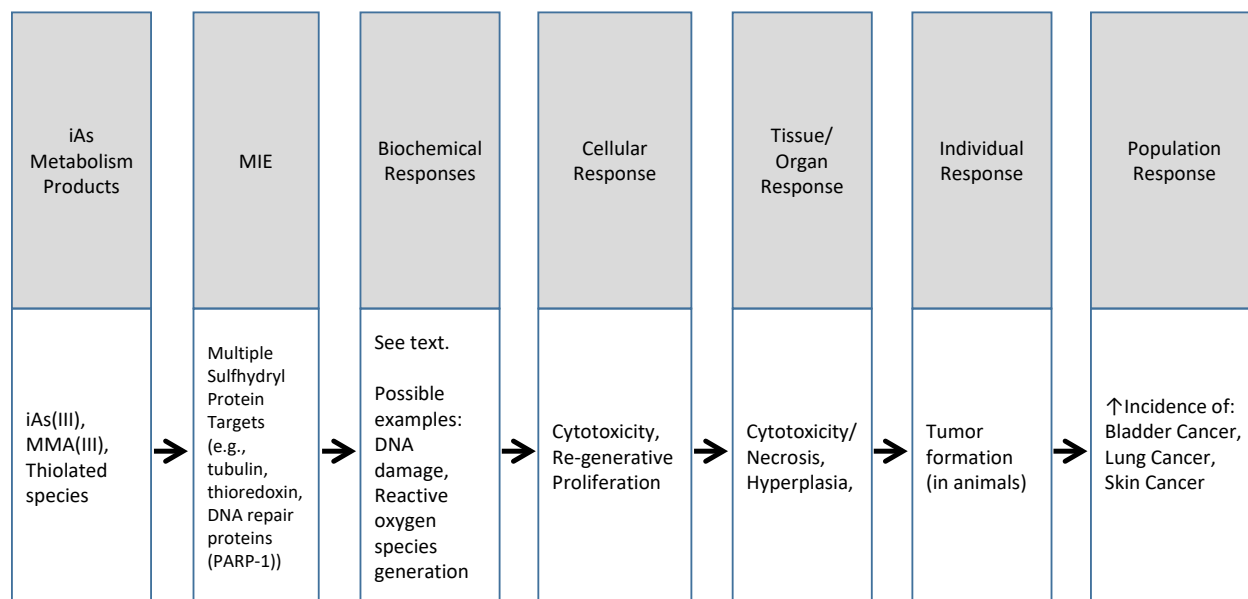 iAs
Metabolism
Products
MIE
Biochemical
Responses
Cellular
Response
Tissue/
Organ
Response
Individual
Response
Population
Response
iAs(III),
MMA(III),
Thiolated
species
Multiple
Sulfhydryl
Protein
Targets
(e.g.,
tubulin,
thioredoxin,
DNA repair
proteins
(PARP-1))
See text.
Possible
examples:
DNA
damage,
Reactive
oxygen
species
generation
Cytotoxicity,
Re-generative
Proliferation
Cytotoxicity/
Necrosis,
Hyperplasia,
Tumor
formation
(in animals)
↑Incidence of:
Bladder Cancer,
Lung Cancer,
Skin Cancer